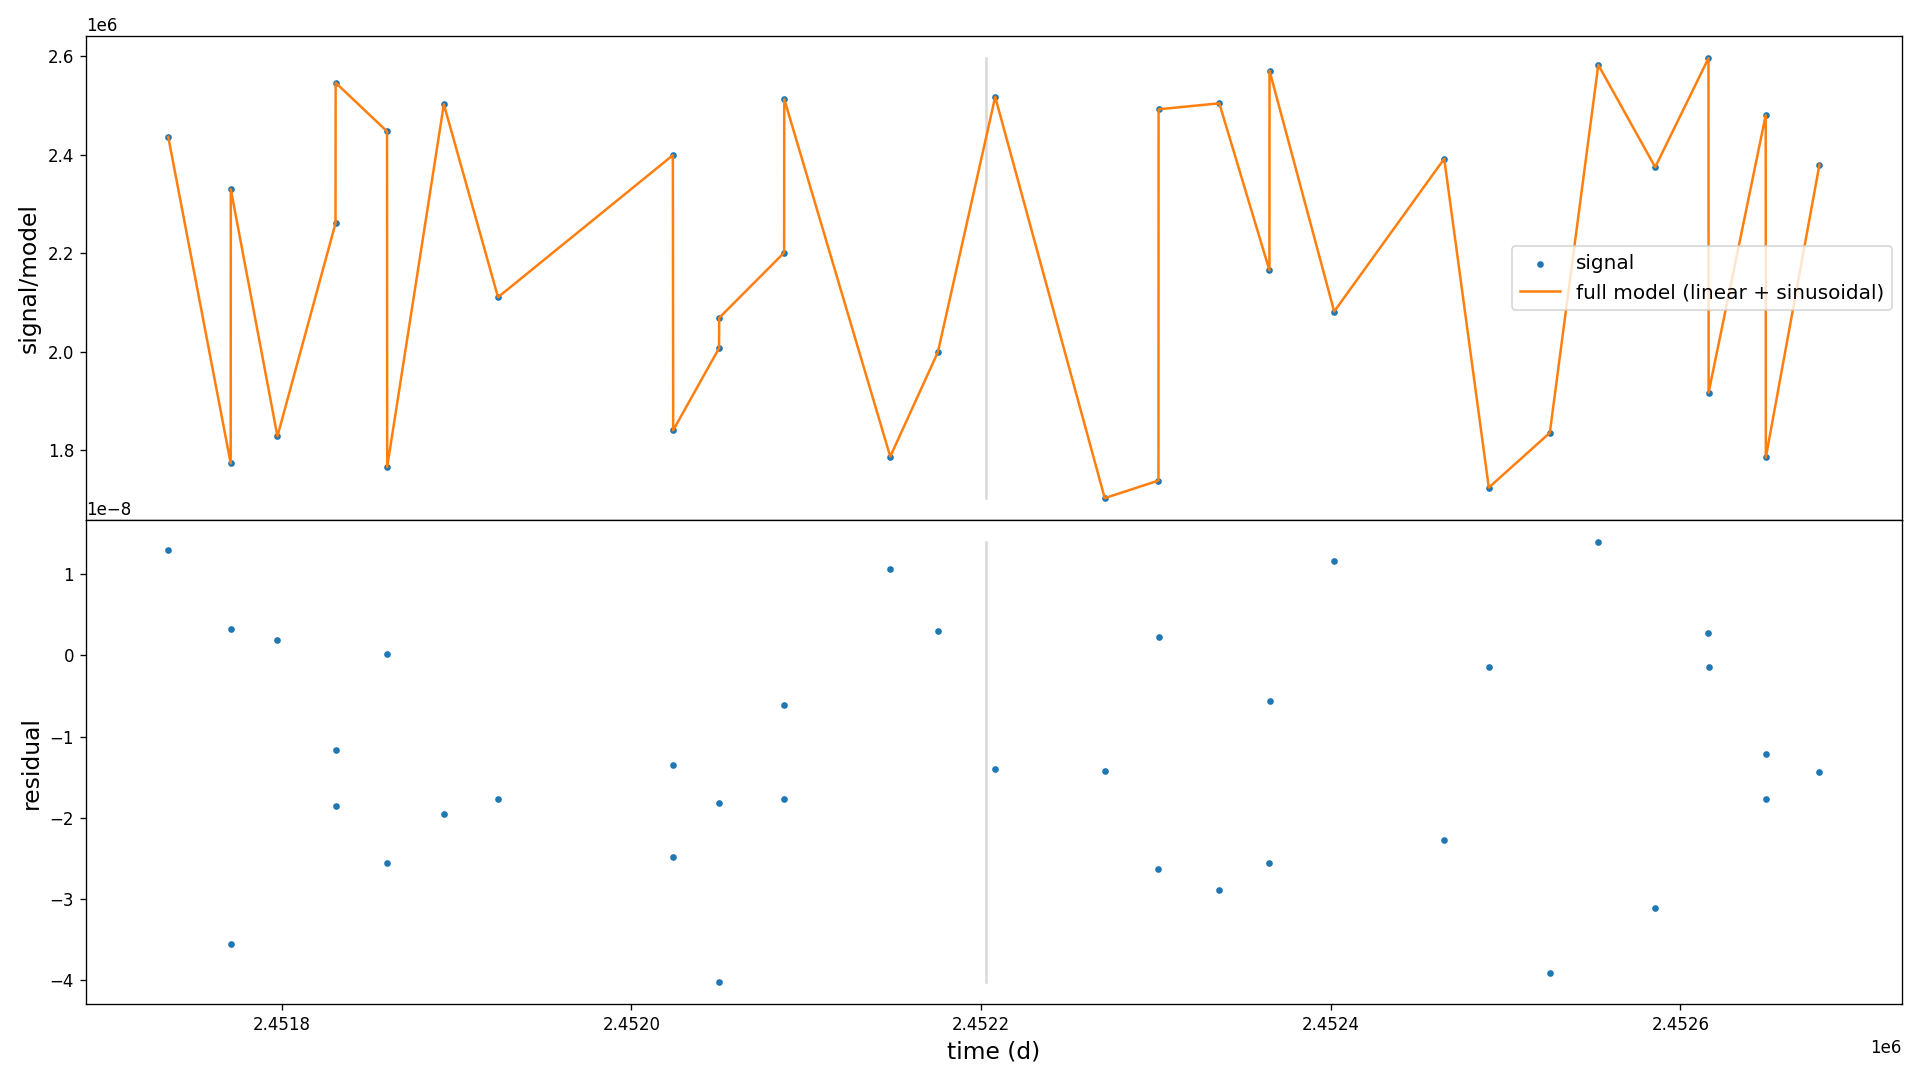 1e6
2.6
2.4
2.2
2.0
1.8
signal/model
signal
full model (linear + sinusoidal)
1e−8
1
0
−1
−2
−3
−4
residual
2.4518
2.4520
2.4522
2.4524
2.4526
1e6
time (d)